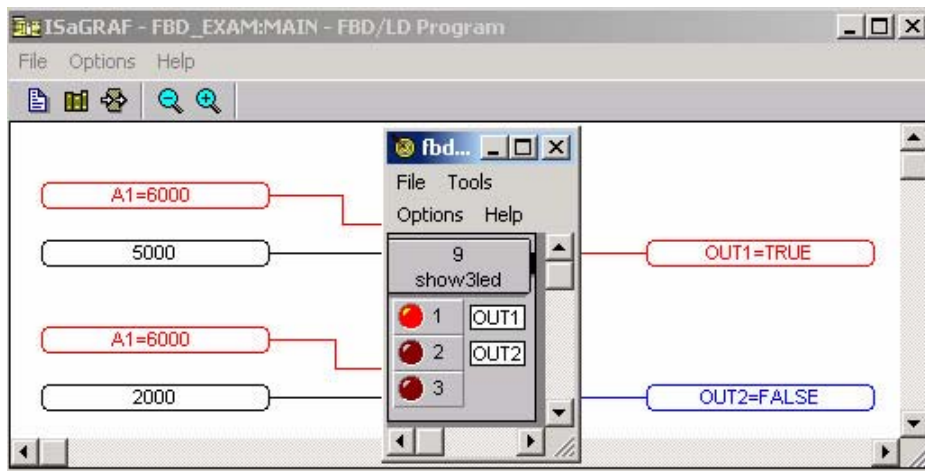 ISaGRAF - FBD_EXAM:MAIN - FBD/LD Program
File Options Help
fbd...
File Tools
Options Help
A1=6000
5000
9
show3led
OUT1=TRUE
1 OUT1
A1=6000
2 OUT2
2000
3
OUT2=FALSE